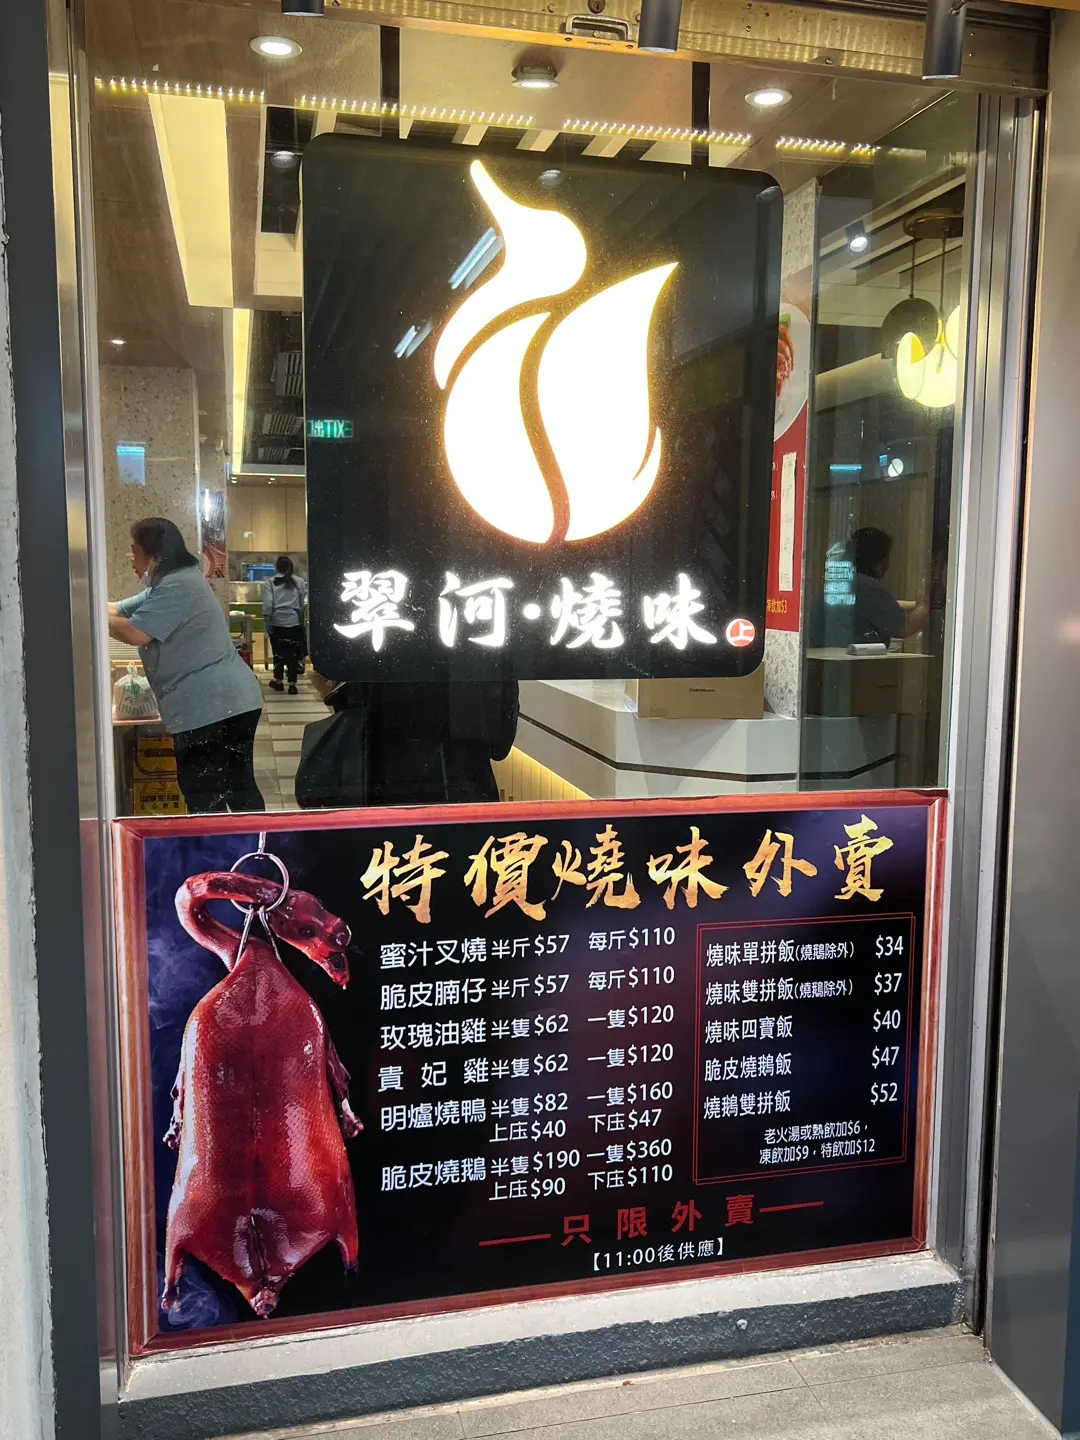 出 EXIT
翠河·燒味
上
特價燒味外賣
蜜汁叉燒 半斤$57 每斤$110
脆皮腩仔 半斤$57 每斤$110
玫瑰油雞 半隻$62 一隻$120
貴妃雞 半隻$62 一隻$120
明爐燒鴨 半隻$82 一隻$160
上庄$40 下庄$47
脆皮燒鵝 半隻$190 一隻$360
上庄$90 下庄$110
燒味單拼飯(燒鵝除外) $34
燒味雙拼飯(燒鵝除外) $37
燒味四寶飯 $40
脆皮燒鵝飯 $47
燒鵝雙拼飯 $52
老火湯或熱飲加$6，
凍飲加$9，特飲加$12
只限外賣
【11:00後供應】